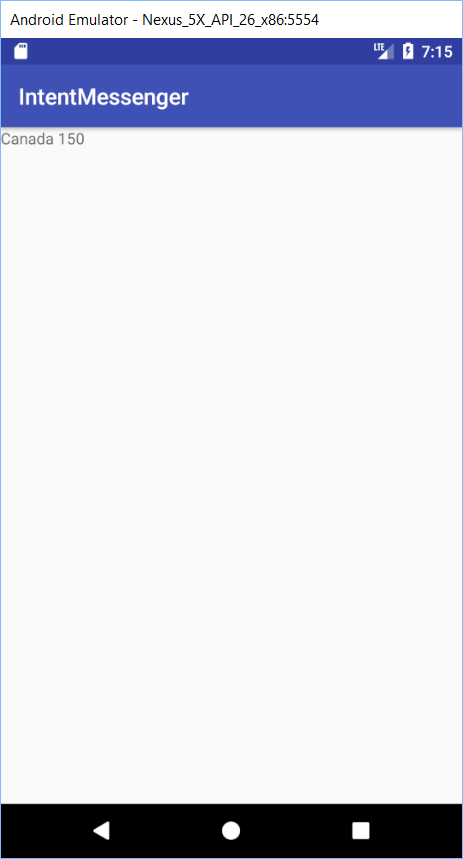 Android Emulator - Nexus_5X_API_26_x86:5554
LTE 7:15
IntentMessenger
Canada 150